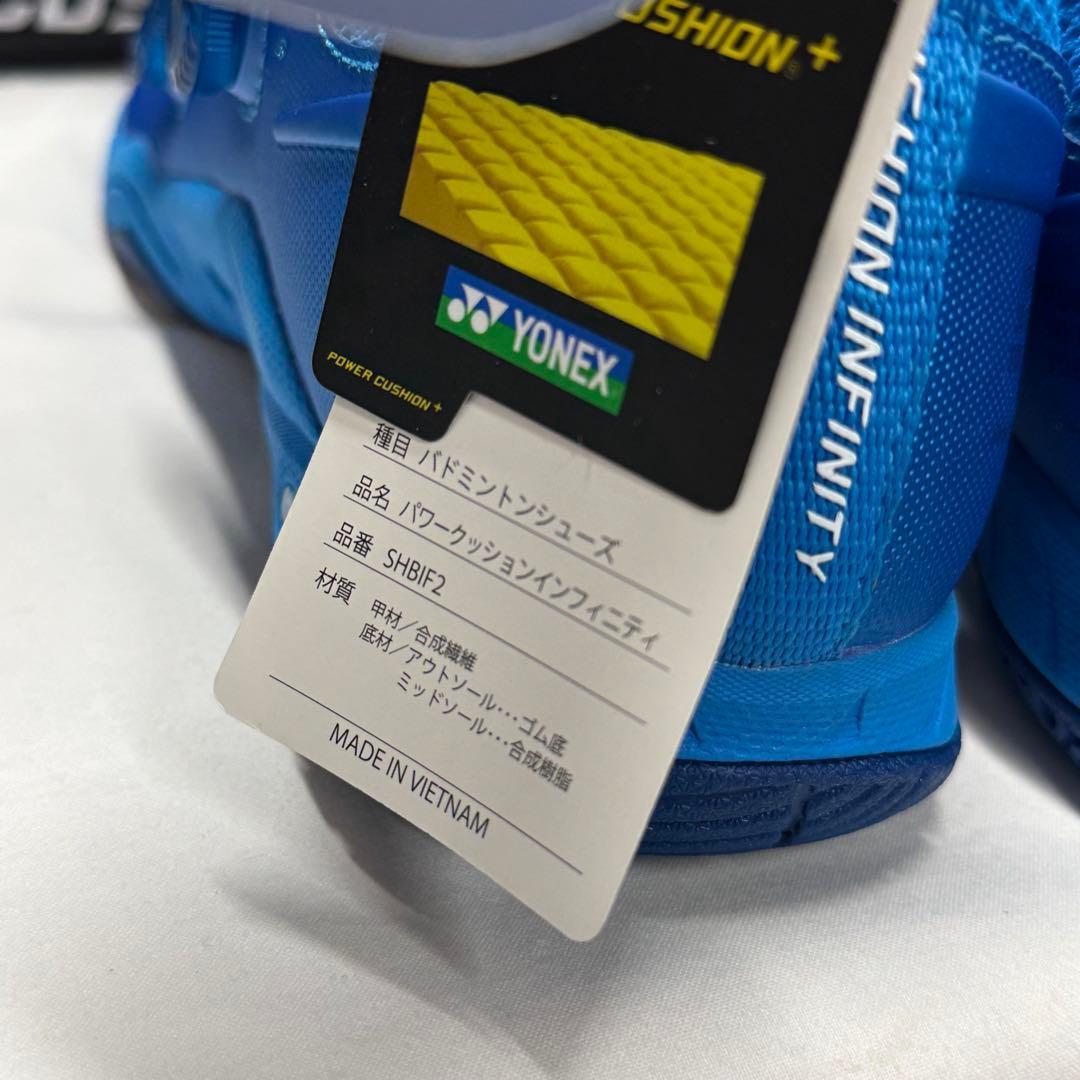 CUSHION +
YONEX
POWER CUSHION +
種目 バドミントンシューズ
品名 パワークッションインフィニティ
品番 SHBIF2
材質 甲材／合成繊維
底材／アウトソール…ゴム底
ミッドソール…合成樹脂
MADE IN VIETNAM
INFINITY